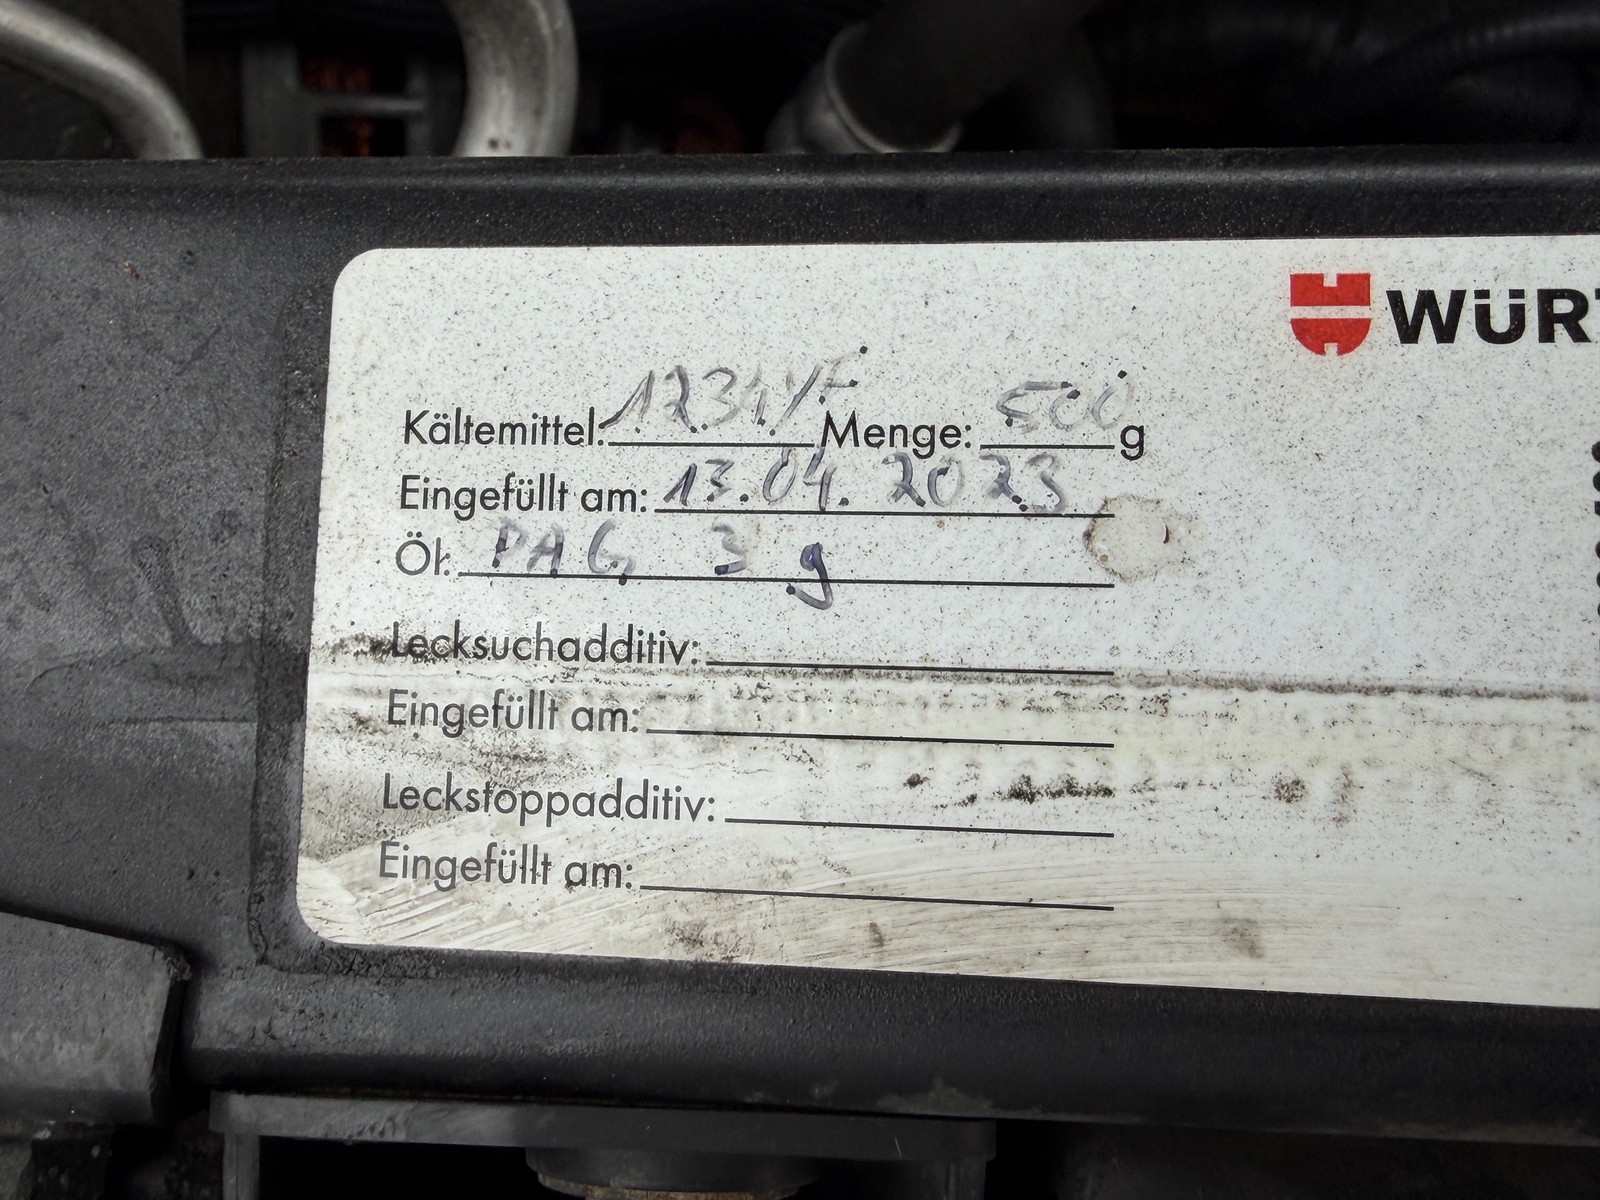 WÜRT
Kältemittel: 1234yf Menge: 500 g
Eingefüllt am: 13.04.2023
Öl: PAG 3 g
Lecksuchadditiv:
Eingefüllt am:
Leckstoppadditiv:
Eingefüllt am: